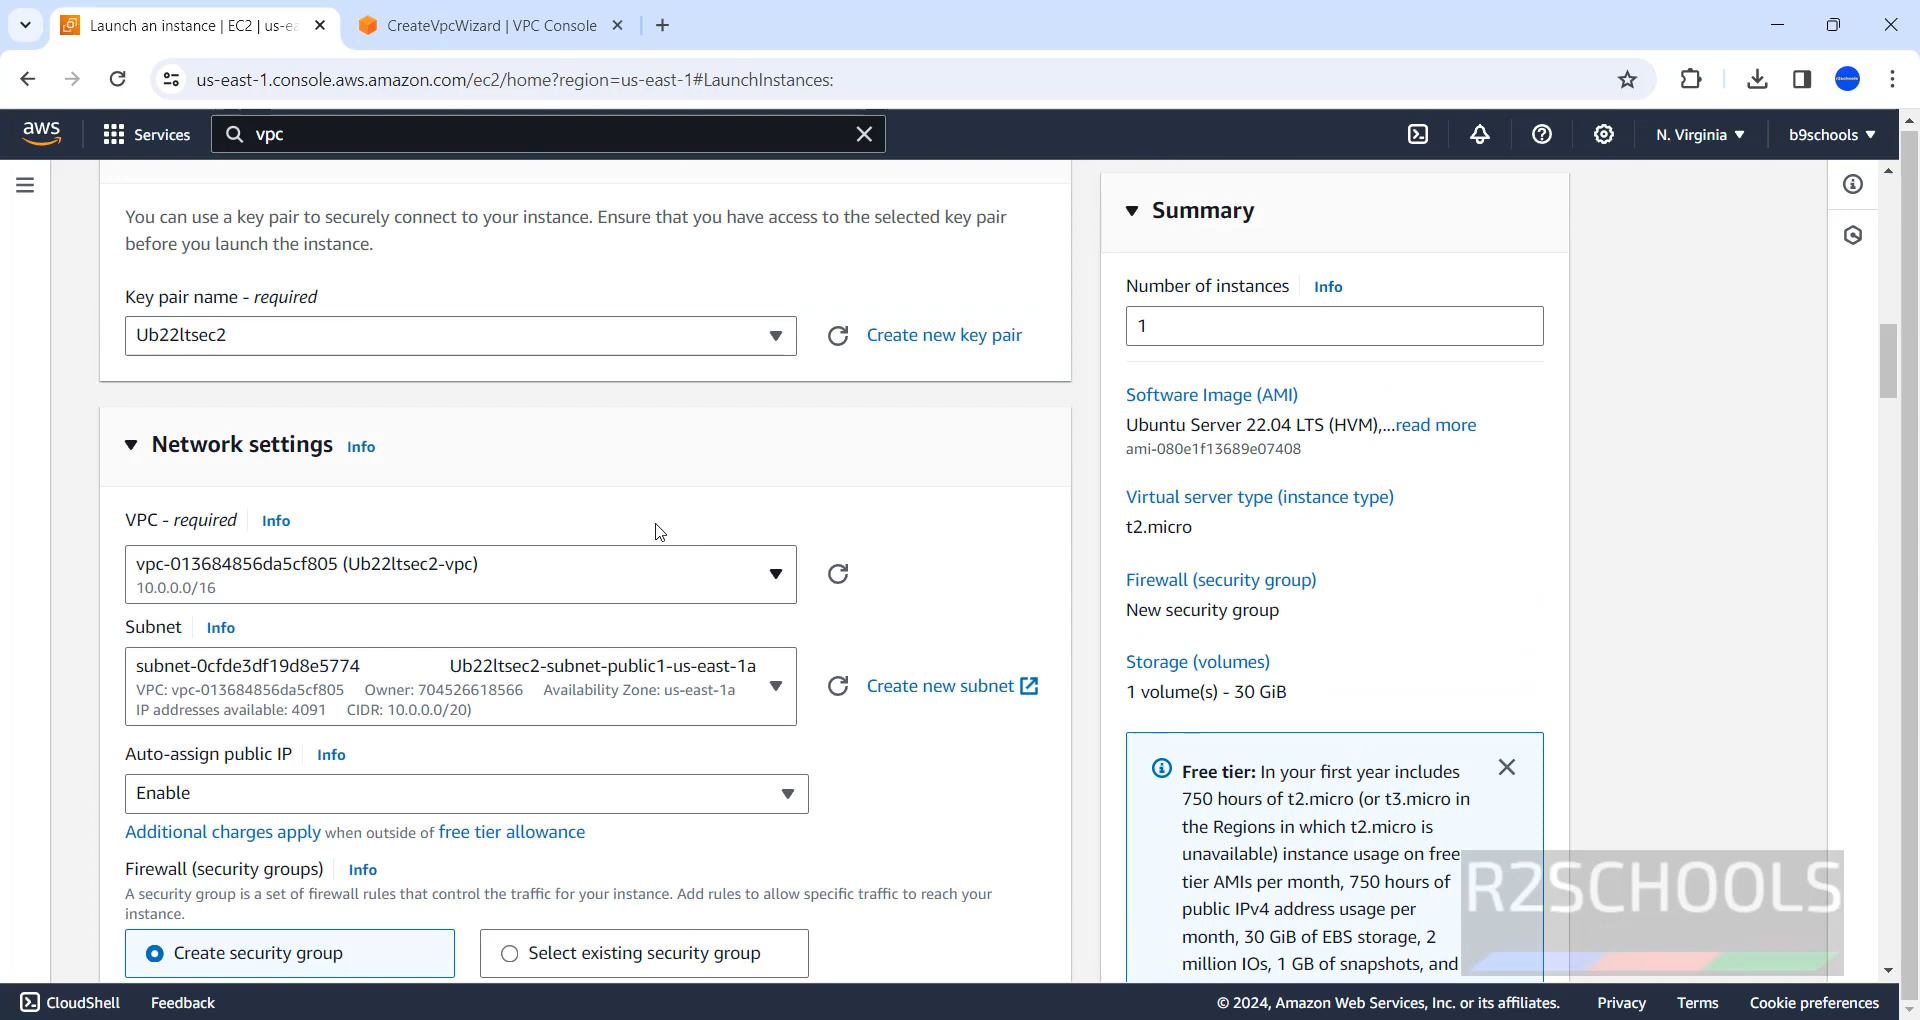 Launch an instance | EC2 | us-ea
CreateVpcWizard | VPC Console
us-east-1.console.aws.amazon.com/ec2/home?region=us-east-1#LaunchInstances:
aws
Services
vpc
N. Virginia
b9schools
You can use a key pair to securely connect to your instance. Ensure that you have access to the selected key pair
before you launch the instance.
Key pair name - required
Ub22ltsec2
Create new key pair
Network settings Info
VPC - required Info
vpc-013684856da5cf805 (Ub22ltsec2-vpc)
10.0.0.0/16
Subnet Info
subnet-0cfde3df19d8e5774 Ub22ltsec2-subnet-public1-us-east-1a
VPC: vpc-013684856da5cf805 Owner: 704526618566 Availability Zone: us-east-1a
IP addresses available: 4091 CIDR: 10.0.0.0/20)
Create new subnet
Auto-assign public IP Info
Enable
Additional charges apply when outside of free tier allowance
Firewall (security groups) Info
A security group is a set of firewall rules that control the traffic for your instance. Add rules to allow specific traffic to reach your
instance.
Create security group
Select existing security group
Summary
Number of instances Info
1
Software Image (AMI)
Ubuntu Server 22.04 LTS (HVM),...read more
ami-080e1f13689e07408
Virtual server type (instance type)
t2.micro
Firewall (security group)
New security group
Storage (volumes)
1 volume(s) - 30 GiB
Free tier: In your first year includes
750 hours of t2.micro (or t3.micro in
the Regions in which t2.micro is
unavailable) instance usage on free
tier AMIs per month, 750 hours of
public IPv4 address usage per
month, 30 GiB of EBS storage, 2
million IOs, 1 GB of snapshots, and
R2SCHOOLS
CloudShell
Feedback
© 2024, Amazon Web Services, Inc. or its affiliates.
Privacy
Terms
Cookie preferences